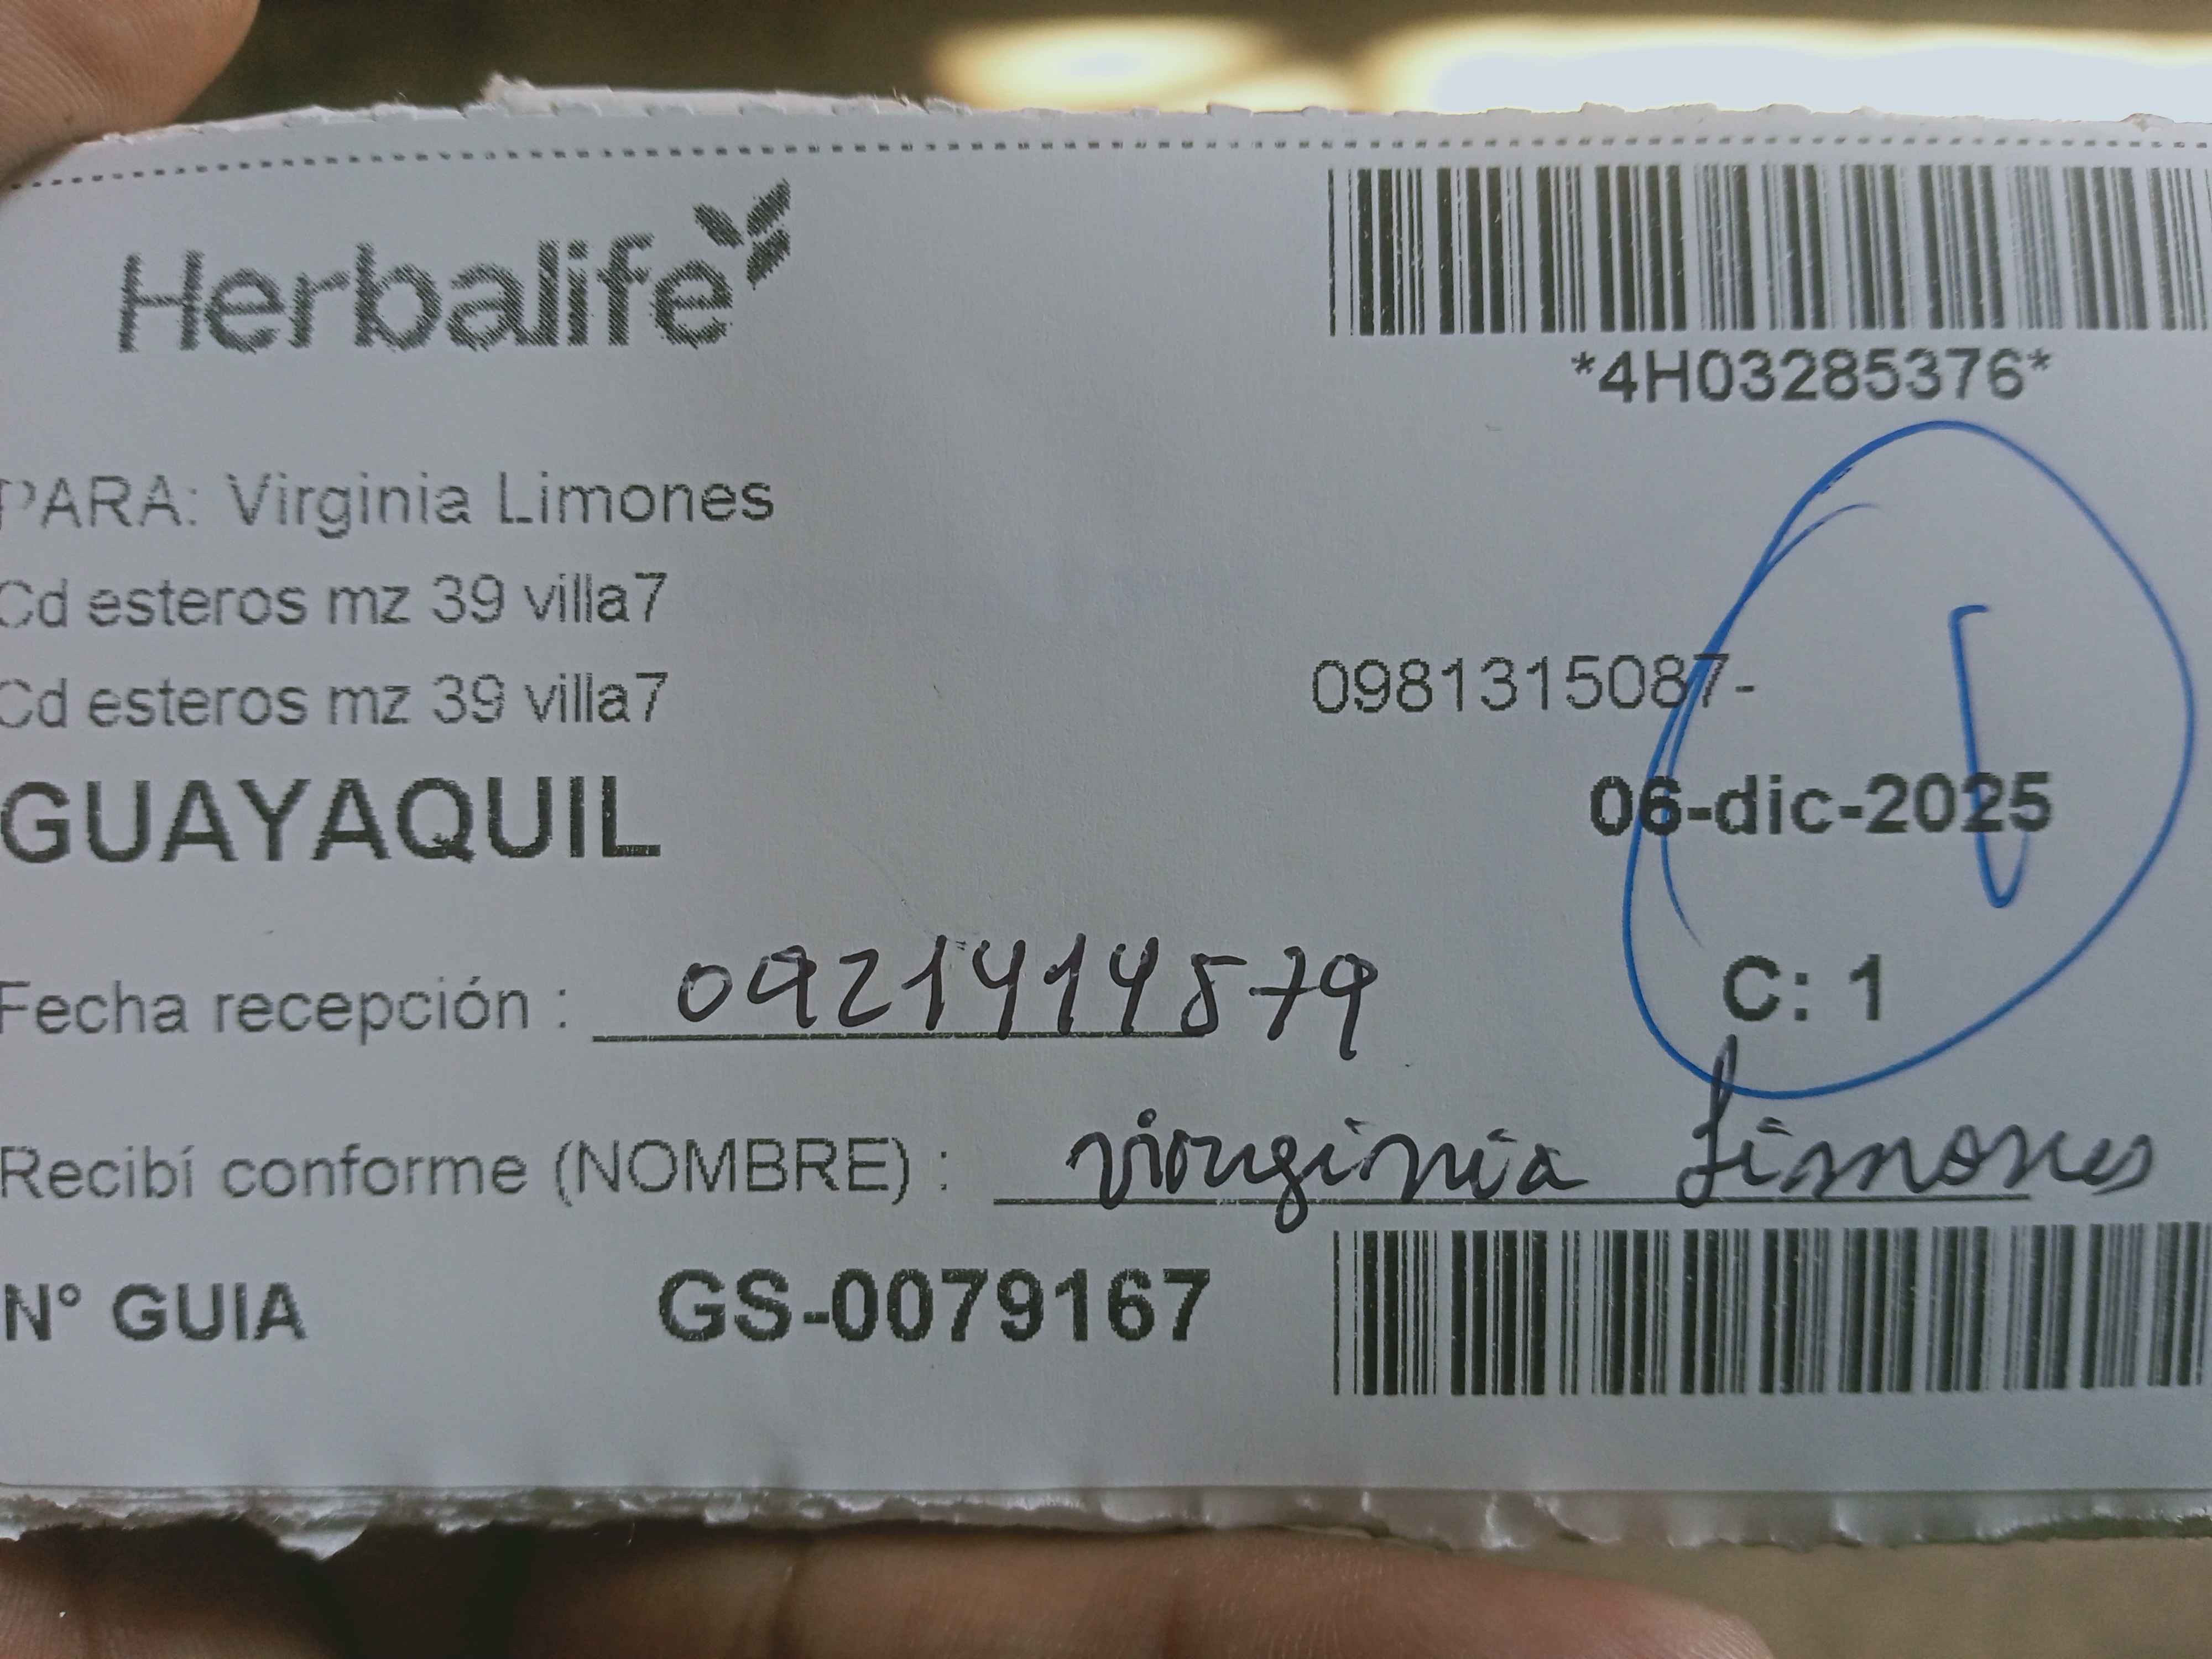 Herbalife
*4H03285376*
PARA: Virginia Limones
Cd esteros mz 39 villa7
Cd esteros mz 39 villa7
0981315087-
GUAYAQUIL
06-dic-2025
C: 1
Fecha recepción : 0921414579
Recibí conforme (NOMBRE) : virginia Limones
N° GUIA GS-0079167